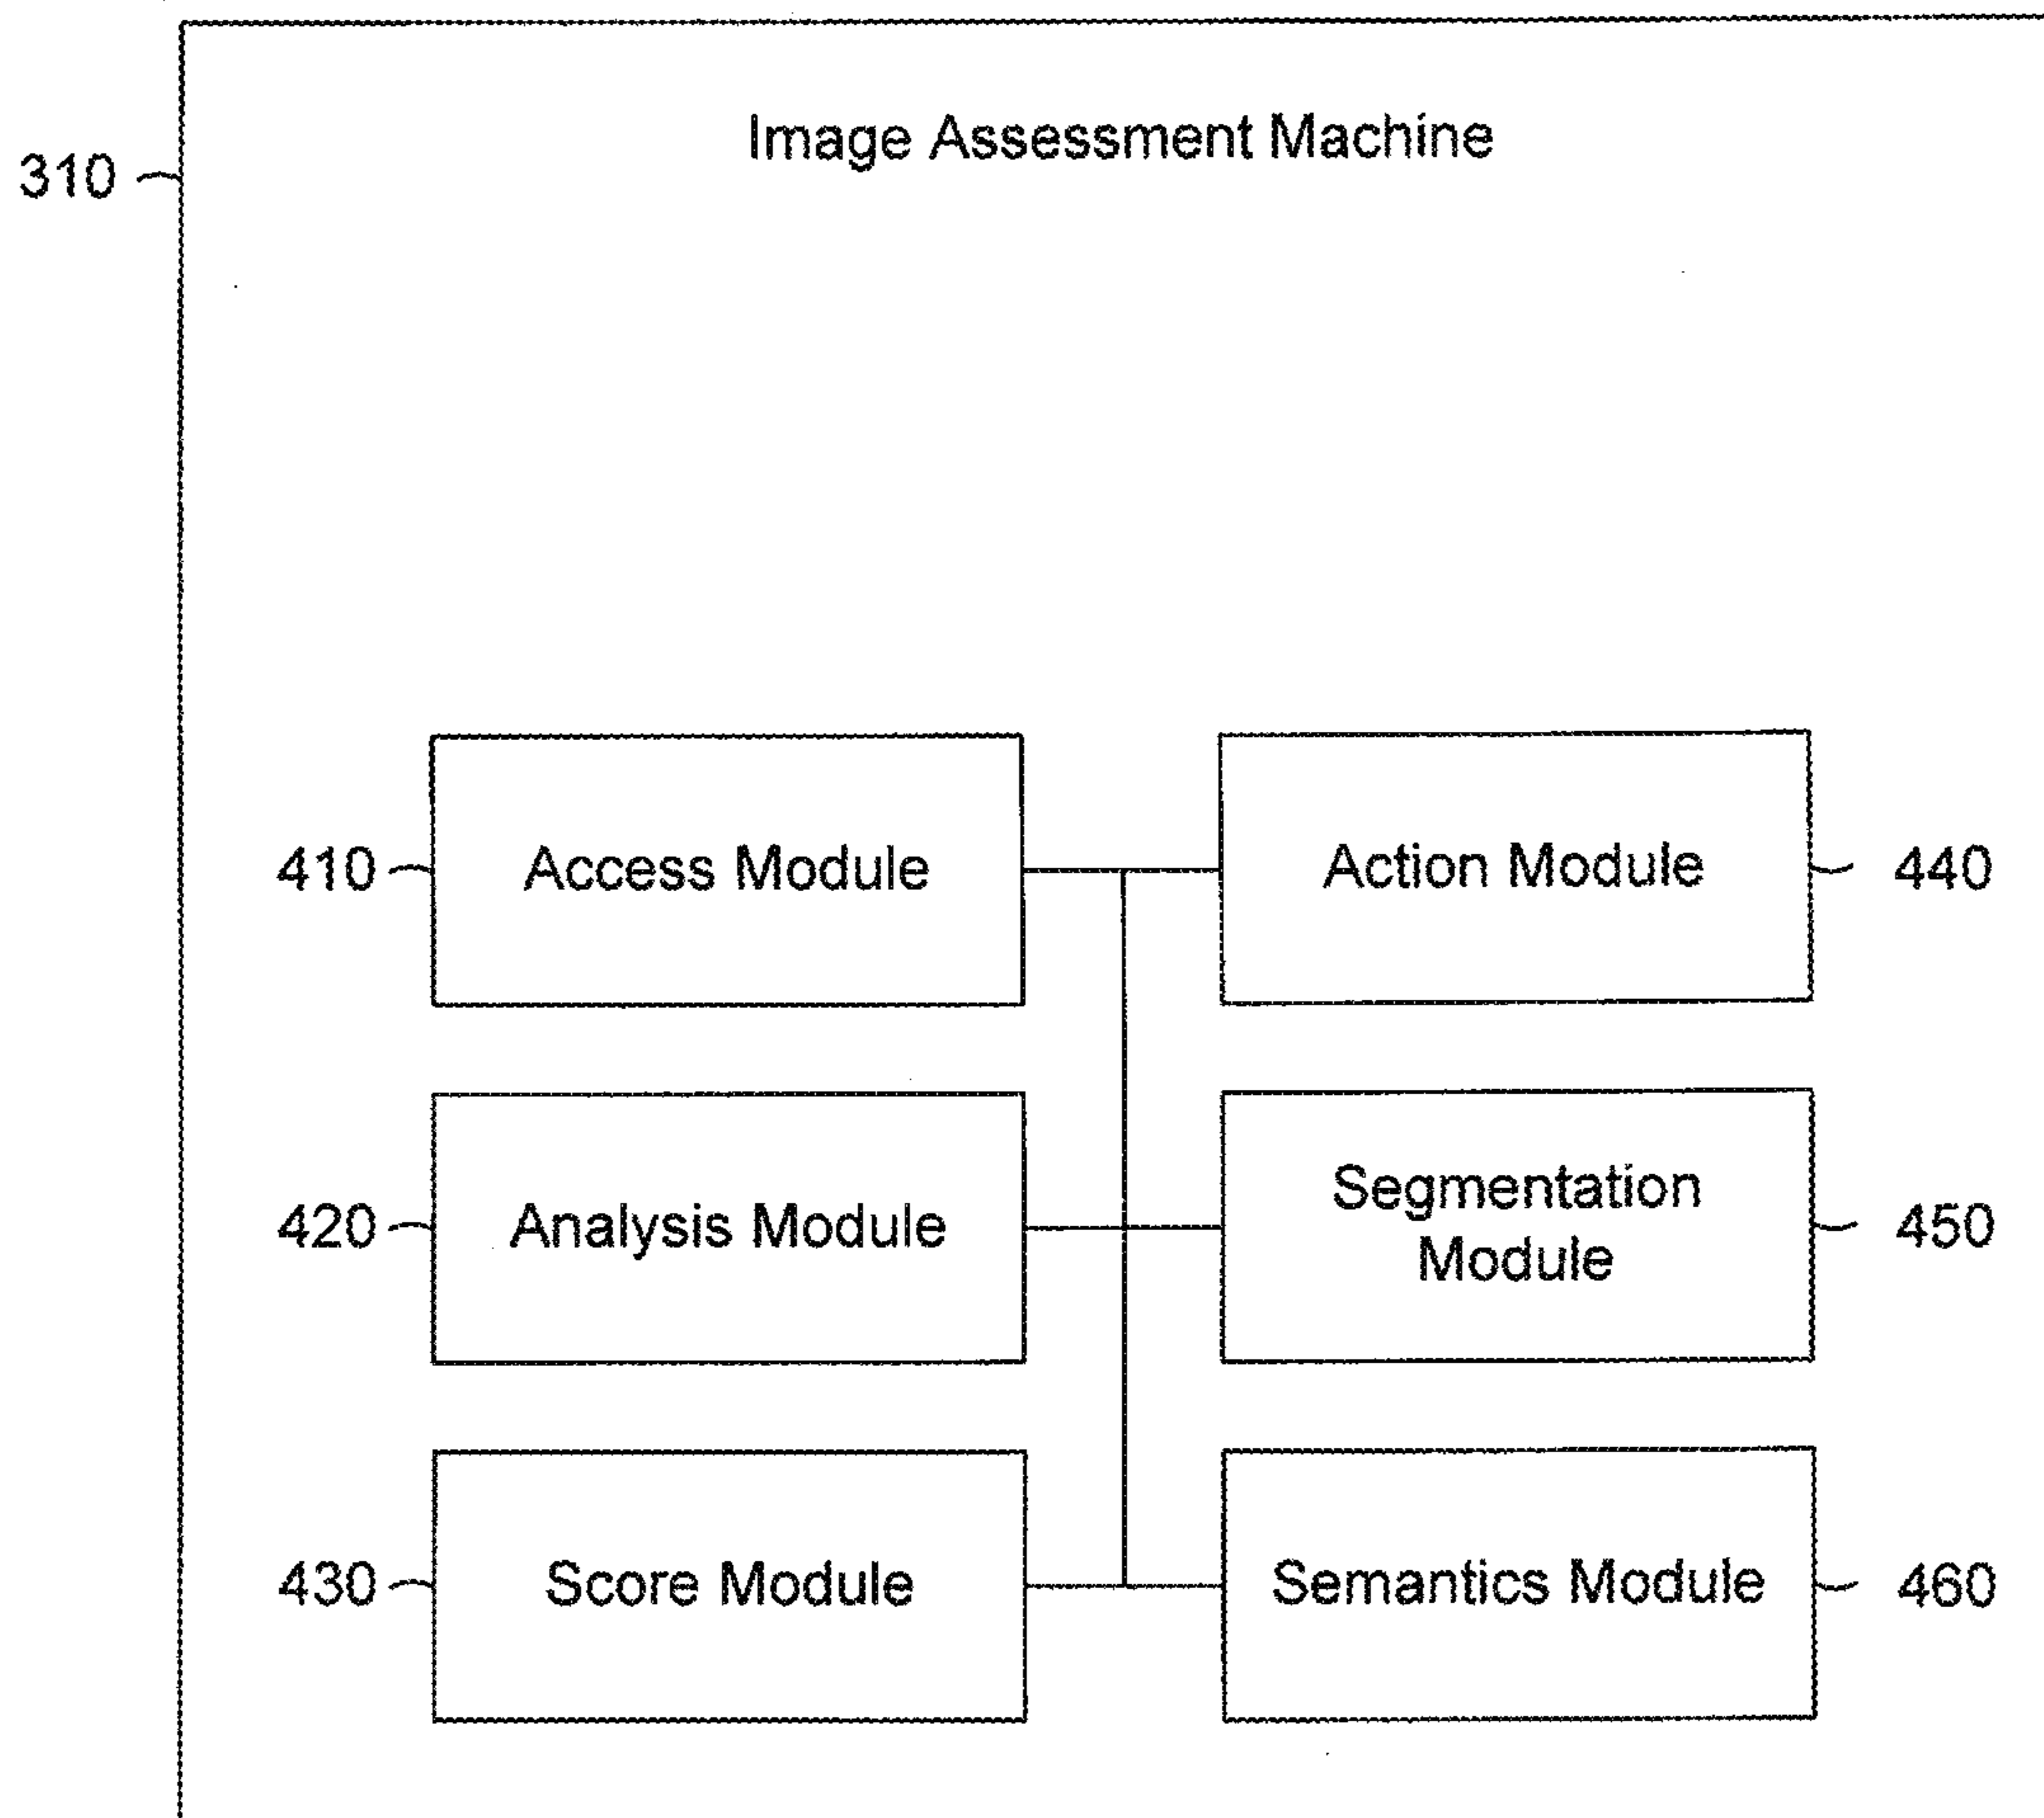 Image Assessment Machine
310
410
Access Module
Action Module
440
420
Analysis Module
Segmentation
Module
450
430
Score Module
Semantics Module
460